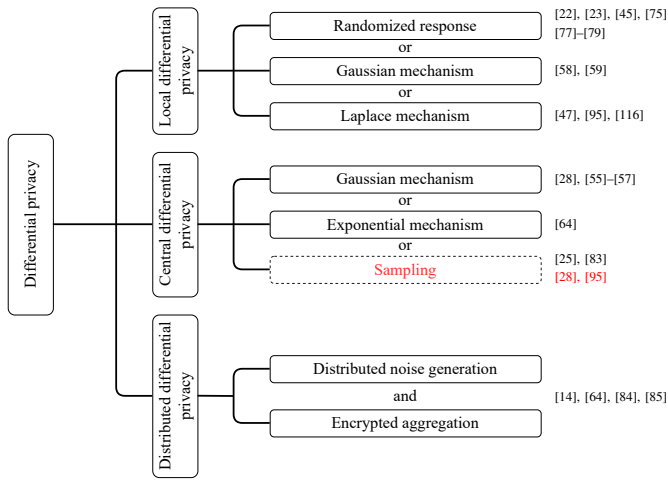 Differential privacy
Local differential
privacy
Randomized response
[22], [23], [45], [75]
[77]–[79]
or
Gaussian mechanism
[58], [59]
or
Laplace mechanism
[47], [95], [116]
Central differential
privacy
Gaussian mechanism
[28], [55]–[57]
or
Exponential mechanism
[64]
or
Sampling
[25], [83]
[28], [95]
Distributed differential
privacy
Distributed noise generation
and
[14], [64], [84], [85]
Encrypted aggregation